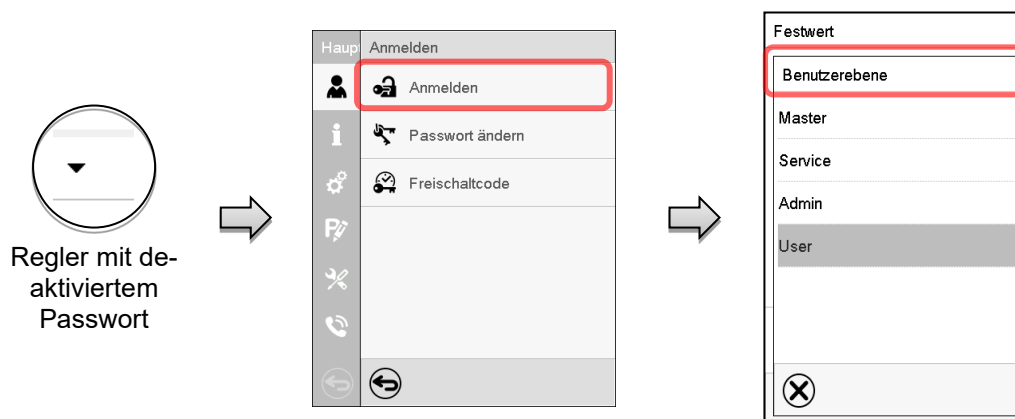 Regler mit de-
aktiviertem
Passwort
Haup
Anmelden
Anmelden
Passwort ändern
Freischaltcode
Festwert
Benutzerebene
Master
Service
Admin
User